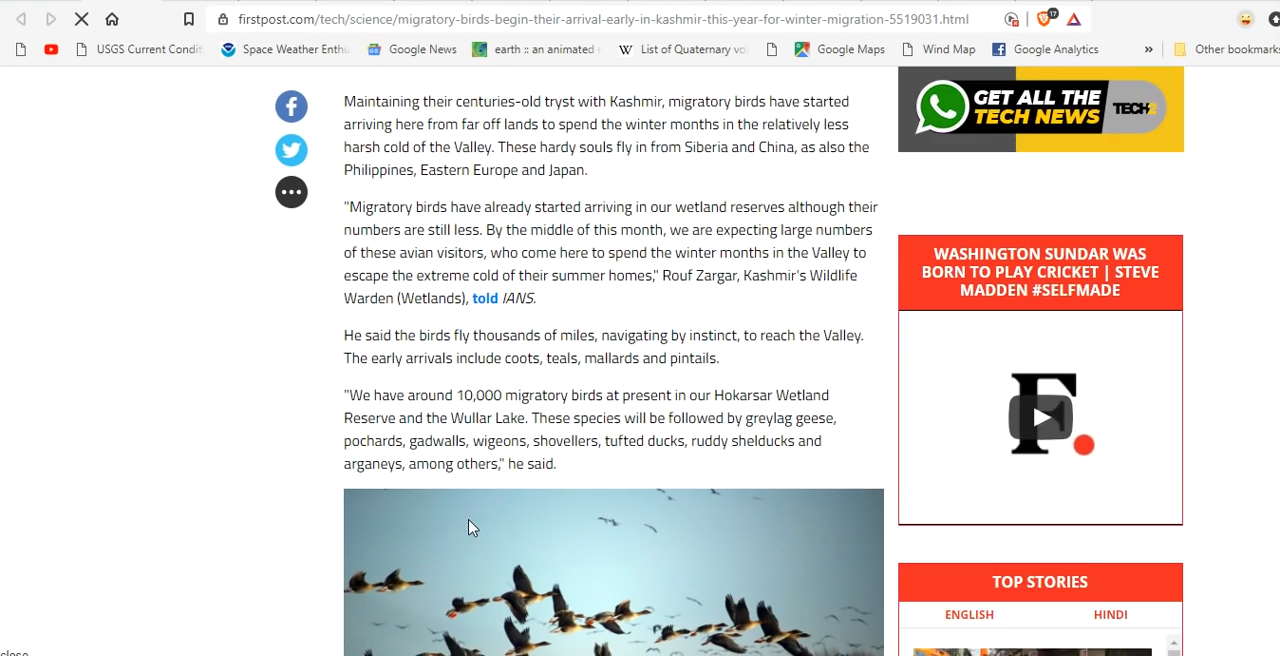 firstpost.com/tech/science/migratory-birds-begin-their-arrival-early-in-kashmir-this-year-for-winter-migration-5519031.html
17
USGS Current Condit
Space Weather Enthu
Google News
earth :: an animated
W List of Quaternary vo
Google Maps
Wind Map
Google Analytics
»
Other bookmarks
Maintaining their centuries-old tryst with Kashmir, migratory birds have started
arriving here from far off lands to spend the winter months in the relatively less
harsh cold of the Valley. These hardy souls fly in from Siberia and China, as also the
Philippines, Eastern Europe and Japan.
"Migratory birds have already started arriving in our wetland reserves although their
numbers are still less. By the middle of this month, we are expecting large numbers
of these avian visitors, who come here to spend the winter months in the Valley to
escape the extreme cold of their summer homes," Rouf Zargar, Kashmir's Wildlife
Warden (Wetlands), told IANS.
He said the birds fly thousands of miles, navigating by instinct, to reach the Valley.
The early arrivals include coots, teals, mallards and pintails.
"We have around 10,000 migratory birds at present in our Hokarsar Wetland
Reserve and the Wullar Lake. These species will be followed by greylag geese,
pochards, gadwalls, wigeons, shovellers, tufted ducks, ruddy shelducks and
arganeys, among others," he said.
GET ALL THE
TECH NEWS
TECH2
WASHINGTON SUNDAR WAS
BORN TO PLAY CRICKET | STEVE
MADDEN #SELFMADE
F
TOP STORIES
ENGLISH
HINDI
close